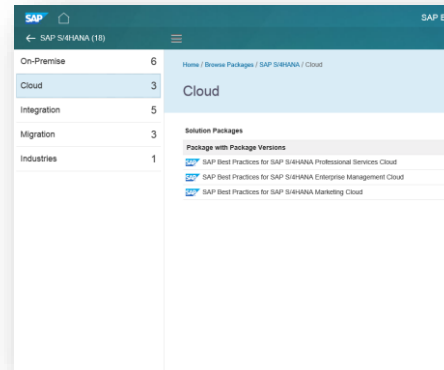 SAP
SAP B
← SAP S/4HANA (18)
On-Premise 6
Cloud 3
Integration 5
Migration 3
Industries 1
Home / Browse Packages / SAP S/4HANA / Cloud
Cloud
Solution Packages
Package with Package Versions
SAP SAP Best Practices for SAP S/4HANA Professional Services Cloud
SAP SAP Best Practices for SAP S/4HANA Enterprise Management Cloud
SAP SAP Best Practices for SAP S/4HANA Marketing Cloud